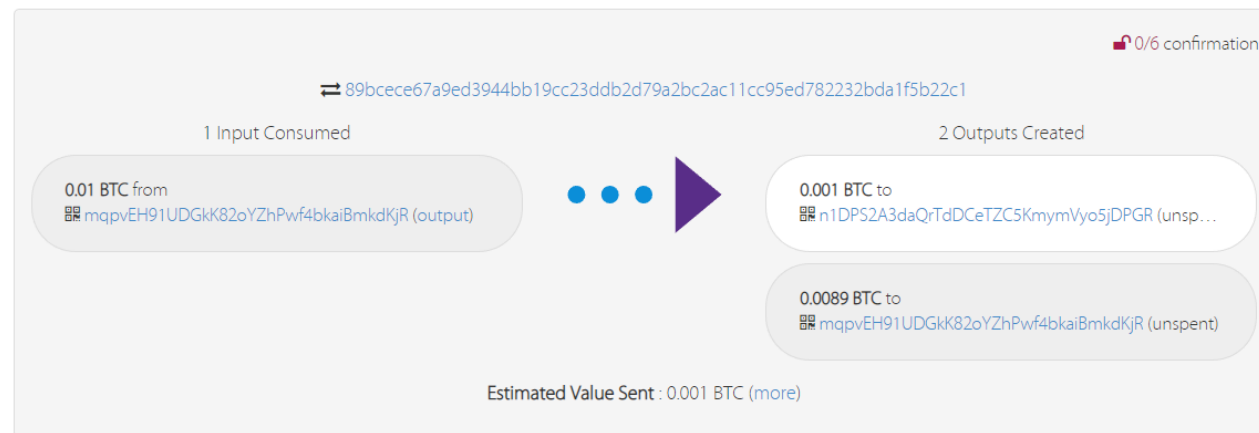 0/6 confirmation
89bcece67a9ed3944bb19cc23ddb2d79a2bc2ac11cc95ed782232bda1f5b22c1
1 Input Consumed
2 Outputs Created
0.01 BTC from
mqpvEH91UDGkK82oYZhPwf4bkaiBmkdKjR (output)
0.001 BTC to
n1DPS2A3daQrTdDCeTZC5KmymVyo5jDPGR (unsp...
0.0089 BTC to
mqpvEH91UDGkK82oYZhPwf4bkaiBmkdKjR (unspent)
Estimated Value Sent : 0.001 BTC (more)